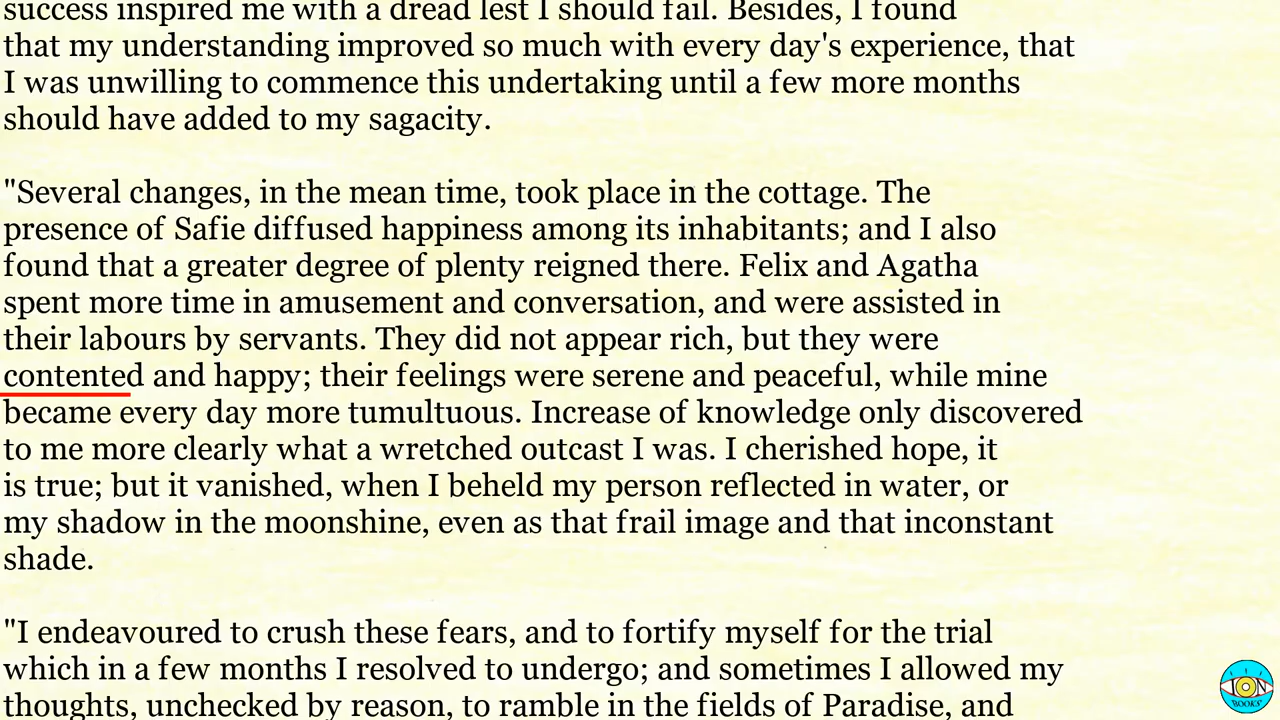 success inspired me with a dread lest I should fail. Besides, I found
that my understanding improved so much with every day's experience, that
I was unwilling to commence this undertaking until a few more months
should have added to my sagacity.
"Several changes, in the mean time, took place in the cottage. The
presence of Safie diffused happiness among its inhabitants; and I also
found that a greater degree of plenty reigned there. Felix and Agatha
spent more time in amusement and conversation, and were assisted in
their labours by servants. They did not appear rich, but they were
contented and happy; their feelings were serene and peaceful, while mine
became every day more tumultuous. Increase of knowledge only discovered
to me more clearly what a wretched outcast I was. I cherished hope, it
is true; but it vanished, when I beheld my person reflected in water, or
my shadow in the moonshine, even as that frail image and that inconstant
shade.
"I endeavoured to crush these fears, and to fortify myself for the trial
which in a few months I resolved to undergo; and sometimes I allowed my
thoughts, unchecked by reason, to ramble in the fields of Paradise, and
ION
BOOKS